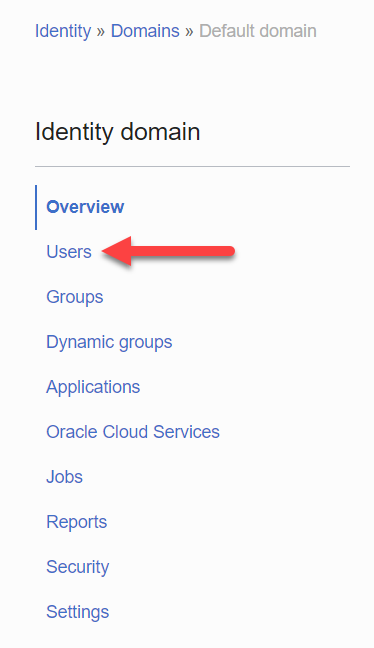 Identity » Domains » Default domain
Identity domain
Overview
Users
Groups
Dynamic groups
Applications
Oracle Cloud Services
Jobs
Reports
Security
Settings